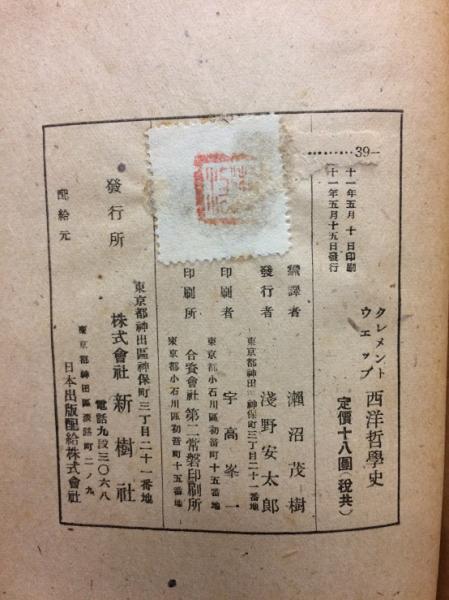 39
十一年五月十日印刷
十一年五月十五日發行
クレメント
ウエッブ
西洋哲學史
定價十八圓(稅共)
飜譯者 瀨沼茂樹
東京都神田區神保町三丁目二十一番地
發行者 淺野安太郎
印刷者 宇高峯一
東京都小石川區初音町十五番地
印刷所 合資會社 第二常磐印刷所
東京都小石川區初音町十五番地
東京都神田區神保町三丁目二十一番地
發行所 株式會社 新樹社
電話九段三〇六八
配給元
東京都神田區淡路町二ノ九
日本出版配給株式會社